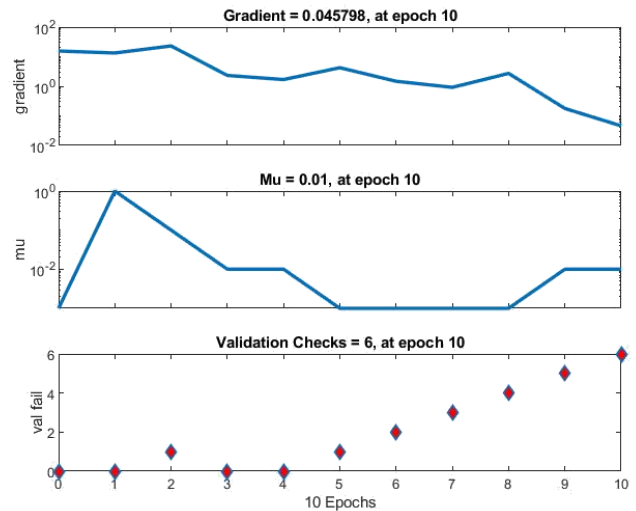 Gradient = 0.045798, at epoch 10
10^2
10^0
10^-2
gradient
Mu = 0.01, at epoch 10
10^0
10^-2
mu
Validation Checks = 6, at epoch 10
6
4
2
0
val fail
0 1 2 3 4 5 6 7 8 9 10
10 Epochs